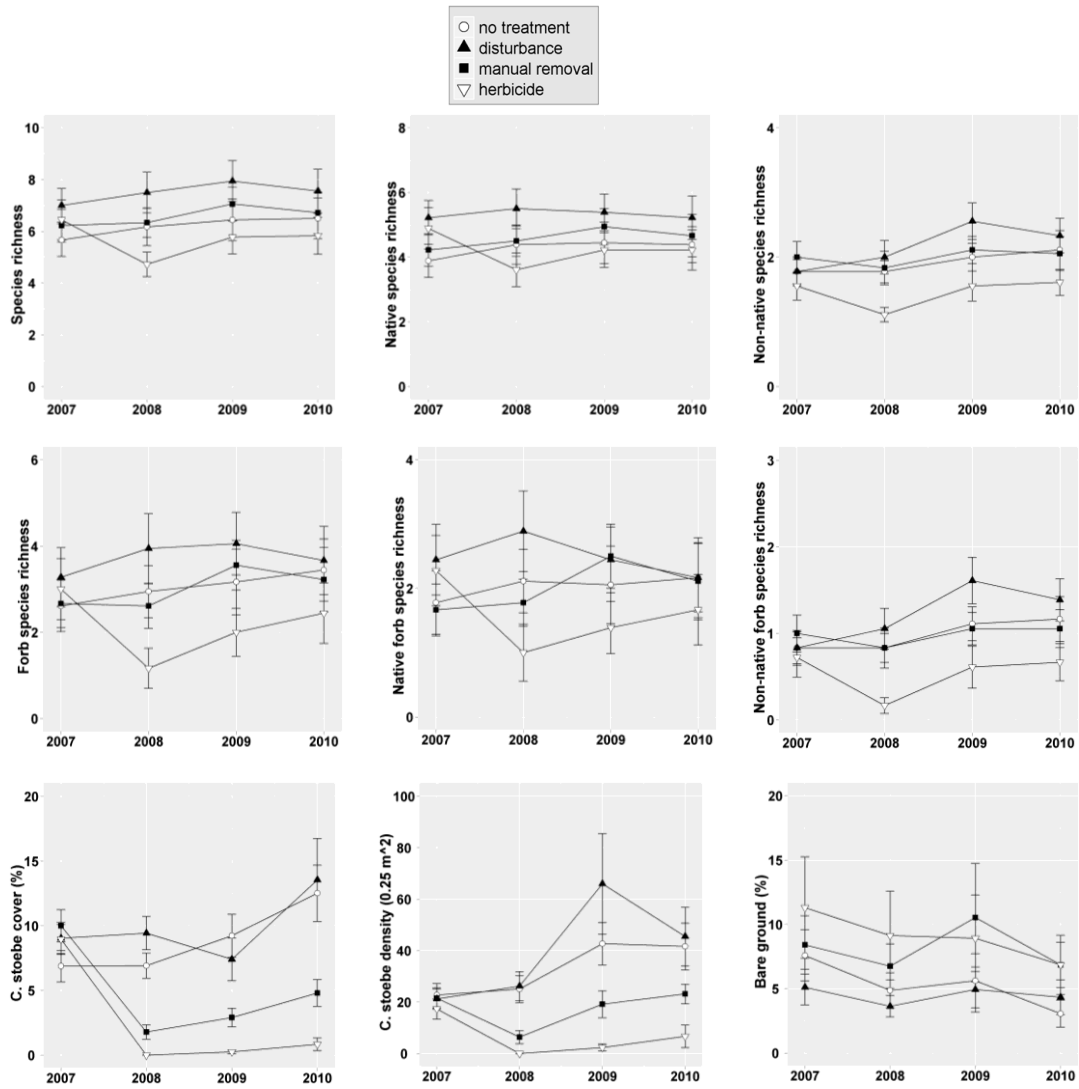 no treatment
disturbance
manual removal
herbicide
Species richness
10
8
6
4
2
0
2007 2008 2009 2010
Native species richness
8
6
4
2
0
2007 2008 2009 2010
Non-native species richness
4
2
0
2007 2008 2009 2010
Forb species richness
6
4
2
0
2007 2008 2009 2010
Native forb species richness
4
2
0
2007 2008 2009 2010
Non-native forb species richness
3
2
1
0
2007 2008 2009 2010
C. stoebe cover (%)
20
15
10
5
0
2007 2008 2009 2010
C. stoebe density (0.25 m^2)
100
80
60
40
20
0
2007 2008 2009 2010
Bare ground (%)
20
15
10
5
0
2007 2008 2009 2010